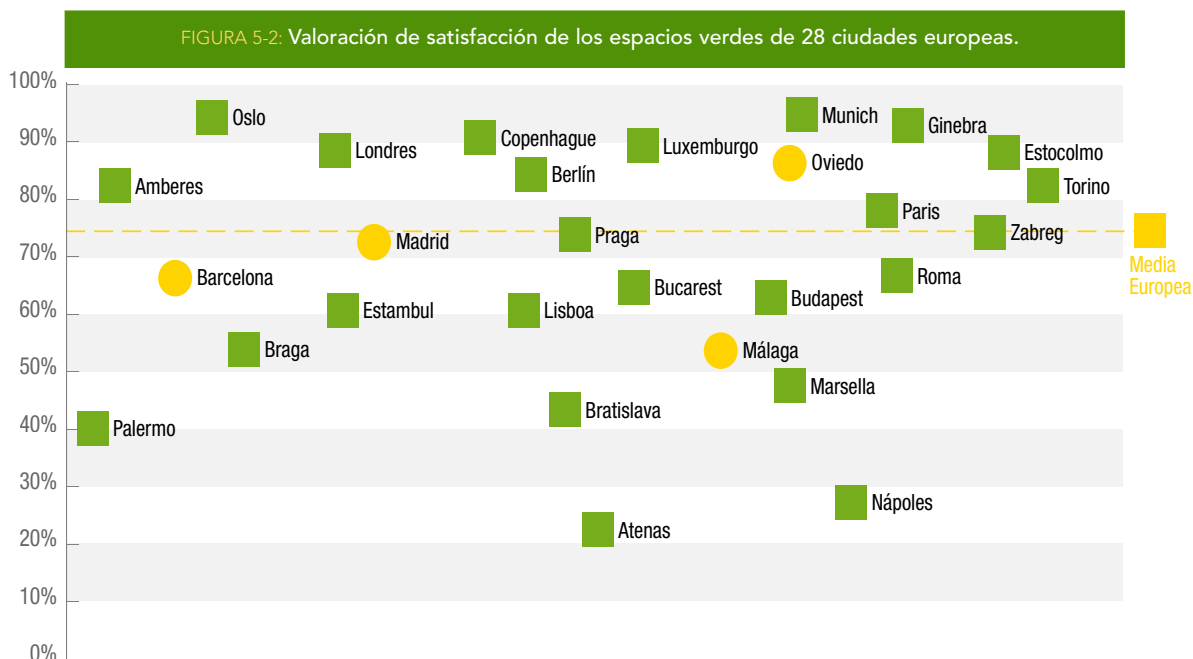 FIGURA 5-2: Valoración de satisfacción de los espacios verdes de 28 ciudades europeas.
100%
90%
80%
70%
60%
50%
40%
30%
20%
10%
0%
Oslo
Munich
Ginebra
Copenhague
Londres
Luxemburgo
Estocolmo
Oviedo
Berlín
Amberes
Torino
Paris
Madrid
Praga
Zabreg
Media
Europea
Barcelona
Roma
Bucarest
Budapest
Estambul
Lisboa
Braga
Málaga
Marsella
Bratislava
Palermo
Nápoles
Atenas